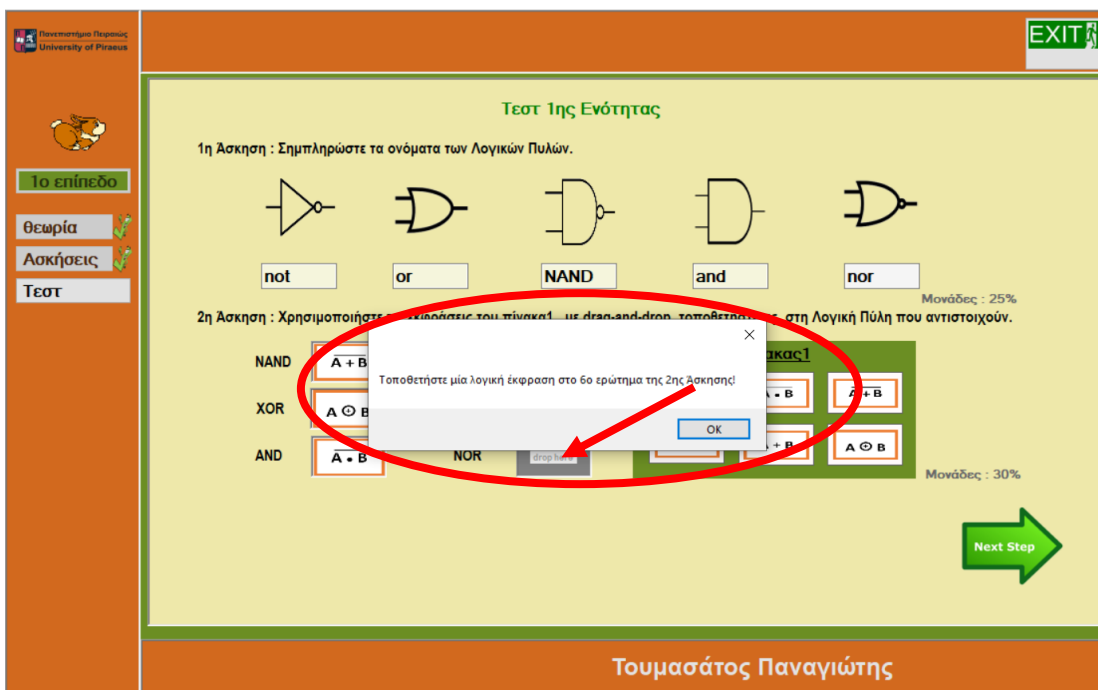 Πανεπιστήμιο Πειραιώς
University of Piraeus
EXIT
Τεστ 1ης Ενότητας
1η Άσκηση : Σημπληρώστε τα ονόματα των Λογικών Πυλών.
1ο επίπεδο
θεωρία
Ασκήσεις
Τεστ
not or NAND and nor
Μονάδες : 25%
2η Άσκηση : Χρησιμοποιήστε του πίνακα1 με drag-and-drop στη Λογική Πύλη που αντιστοιχούν.
Τοποθετήστε μία λογική έκφραση στο 6ο ερώτημα της 2ης Άσκησης!
OK
NAND A + B
XOR A ⊕ B
AND A • B
NOR drop here
A + B
A ⊙ B
Μονάδες : 30%
Next Step
Τουμασάτος Παναγιώτης